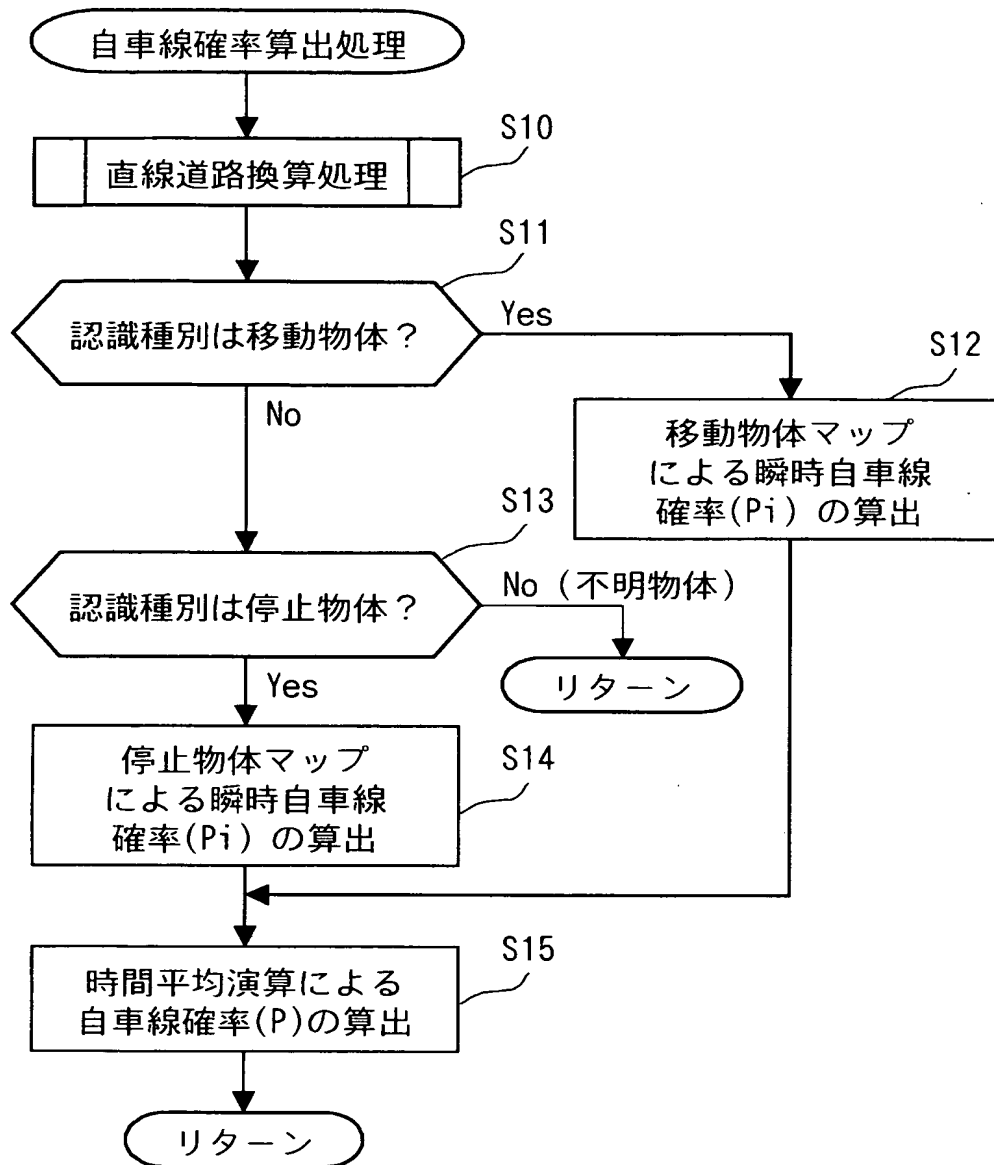 自車線確率算出処理
S10
直線道路換算処理
S11
認識種別は移動物体？
Yes
S12
No
移動物体マップ
による瞬時自車線
確率(Pi) の算出
S13
認識種別は停止物体？
No (不明物体)
リターン
Yes
S14
停止物体マップ
による瞬時自車線
確率(Pi) の算出
S15
時間平均演算による
自車線確率(P)の算出
リターン